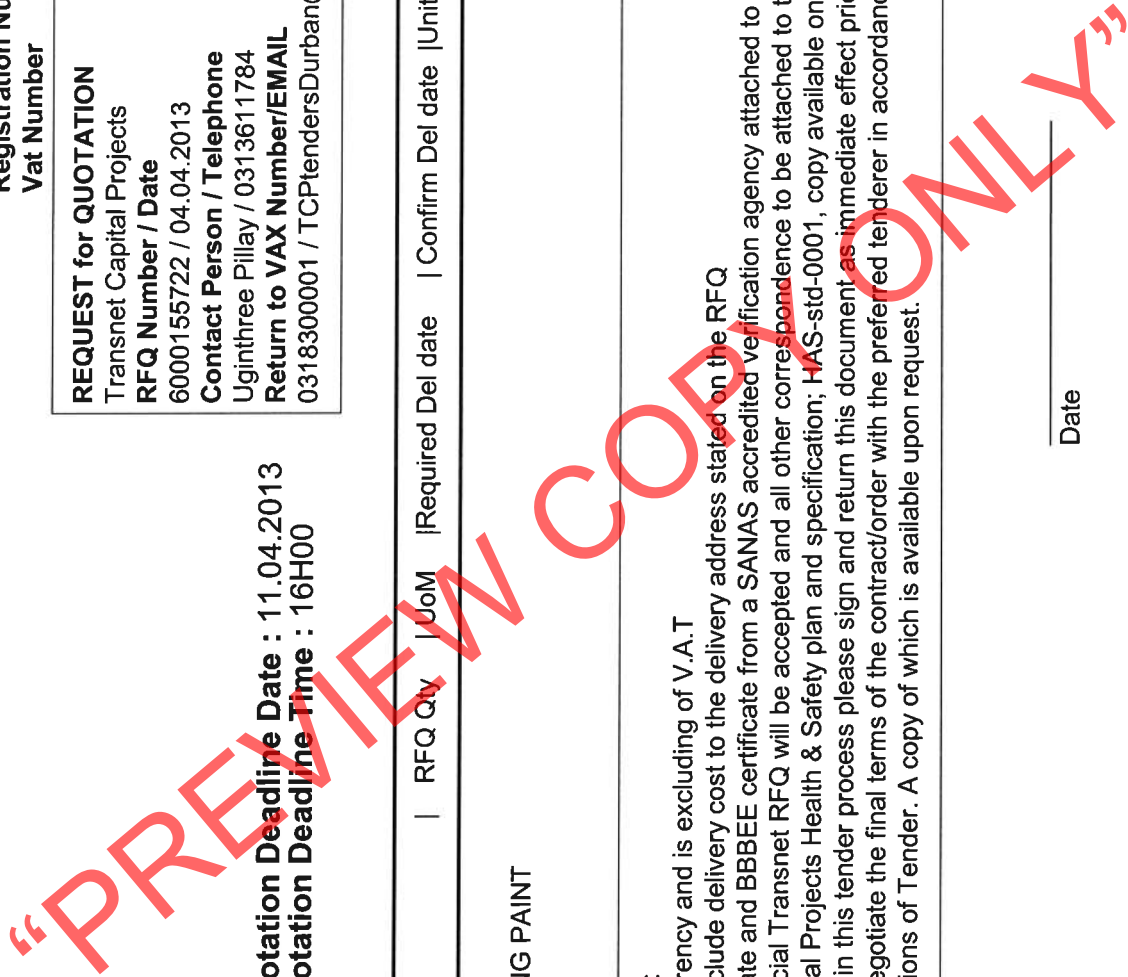 Registration Nu
Vat Number
REQUEST for QUOTATION
Transnet Capital Projects
RFQ Number / Date
6000155722 / 04.04.2013
Contact Person / Telephone
Uginthree Pillay / 0313611784
Return to VAX Number/EMAIL
0318300001 / TCPtendersDurban
otation Deadline Date : 11.04.2013
otation Deadline Time : 16H00
| RFQ Qty | UoM |Required Del date | Confirm Del date |Unit
G PAINT
:
rency and is excluding of V.A.T
clude delivery cost to the delivery address stated on the RFQ
ate and BBBEE certificate from a SANAS accredited verification agency attached to
cial Transnet RFQ will be accepted and all other correspondence to be attached to t
al Projects Health & Safety plan and specification; HAS-std-0001, copy available on
in this tender process please sign and return this document as immediate effect prio
egotiate the final terms of the contract/order with the preferred tenderer in accordanc
ions of Tender. A copy of which is available upon request.
Date
“PREVIEW COPY ONLY”